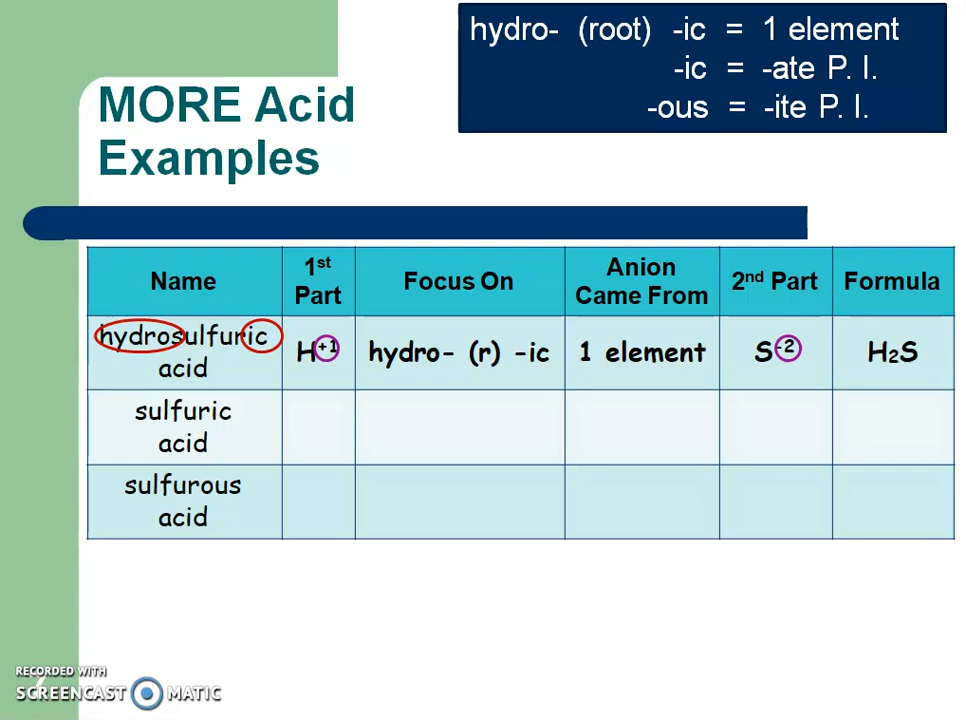 hydro- (root) -ic = 1 element
-ic = -ate P. I.
-ous = -ite P. I.
MORE Acid
Examples
Name
1st
Part
Focus On
Anion
Came From
2nd Part
Formula
hydrosulfuric
acid
H+1
hydro- (r) -ic
1 element
S-2
H2S
sulfuric
acid
sulfurous
acid
RECORDED WITH
SCREENCAST MATIC